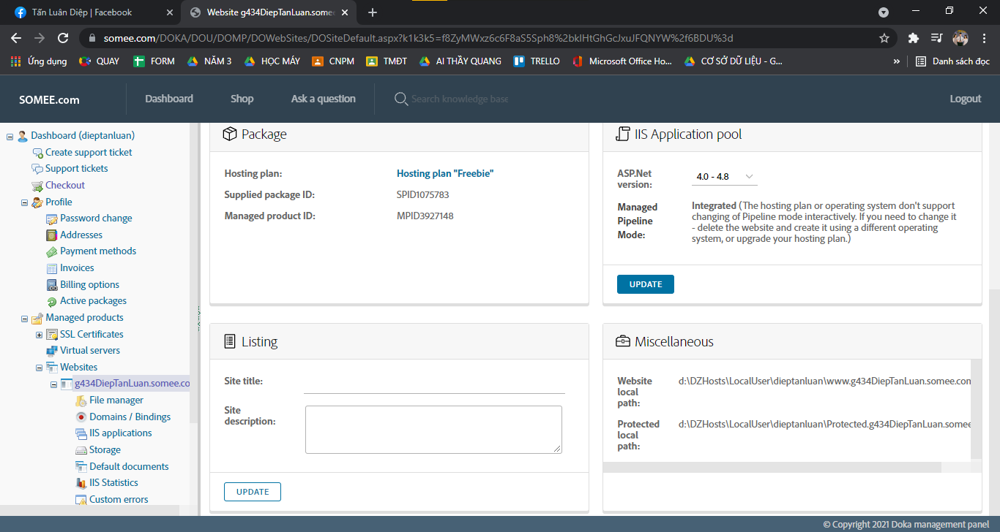 Tấn Luân Diệp | Facebook
Website g434DiepTanLuan.some
somee.com/DOKA/DOU/DOMP/DOWebSites/DOSiteDefault.aspx?k1k3k5=f8ZyMWxz6c6F8aS5Sph8%2bklHtGhGcJxuJFQNYW%2f6BDU%3d
Ứng dụng QUAY FORM NĂM 3 HỌC MÁY CNPM TMĐT AI THẦY QUANG TRELLO Microsoft Office Ho... CƠ SỞ DỮ LIỆU - G... » Danh sách đọc
SOMEE.com Dashboard Shop Ask a question Search knowledge base Logout
Dashboard (dieptanluan)
Create support ticket
Support tickets
Checkout
Profile
Password change
Addresses
Payment methods
Invoices
Billing options
Active packages
Managed products
SSL Certificates
Virtual servers
Websites
g434DiepTanLuan.somee.co
File manager
Domains / Bindings
IIS applications
Storage
Default documents
IIS Statistics
Custom errors
Package
Hosting plan: Hosting plan "Freebie"
Supplied package ID: SPID1075783
Managed product ID: MPID3927148
IIS Application pool
ASP.Net
version:
4.0 - 4.8
Managed
Pipeline
Mode:
Integrated (The hosting plan or operating system don't support
changing of Pipeline mode interactively. If you need to change it
- delete the website and create it using a different operating
system, or upgrade your hosting plan.)
UPDATE
Listing
Site title:
Site
description:
UPDATE
Miscellaneous
Website
local
path:
d:\DZHosts\LocalUser\dieptanluan\www.g434DiepTanLuan.somee.com
Protected
local
path:
d:\DZHosts\LocalUser\dieptanluan\Protected.g434DiepTanLuan.somee
© Copyright 2021 Doka management panel